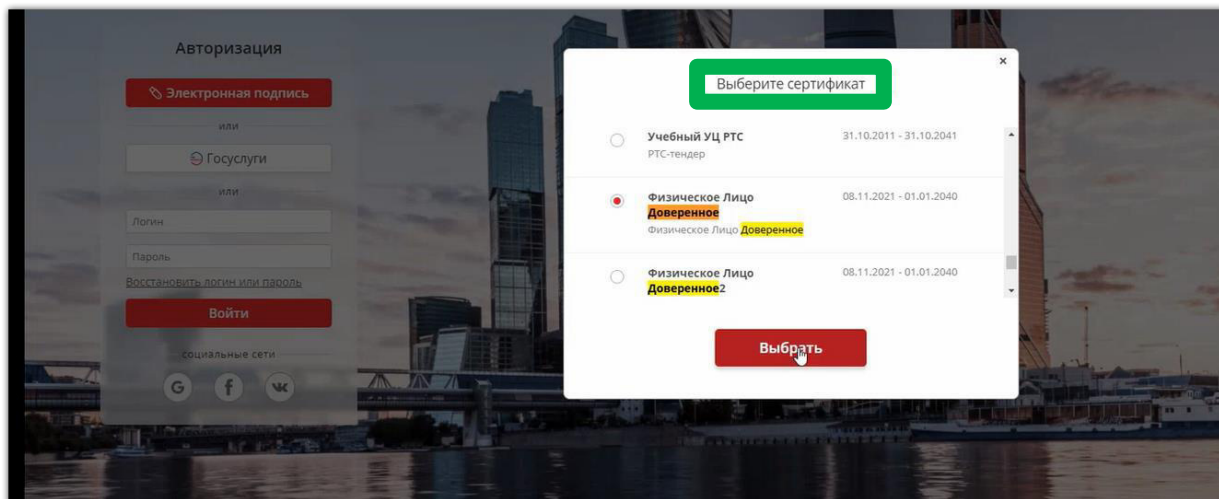 Авторизация
Электронная подпись
или
Госуслуги
или
Логин
Пароль
Восстановить логин или пароль
Войти
социальные сети
G f
×
Выберите сертификат
Учебный УЦ РТС 31.10.2011 - 31.10.2041
РТС-тендер
Физическое Лицо 08.11.2021 - 01.01.2040
Доверенное
Физическое Лицо Доверенное
Физическое Лицо 08.11.2021 - 01.01.2040
Доверенное2
Выбрать